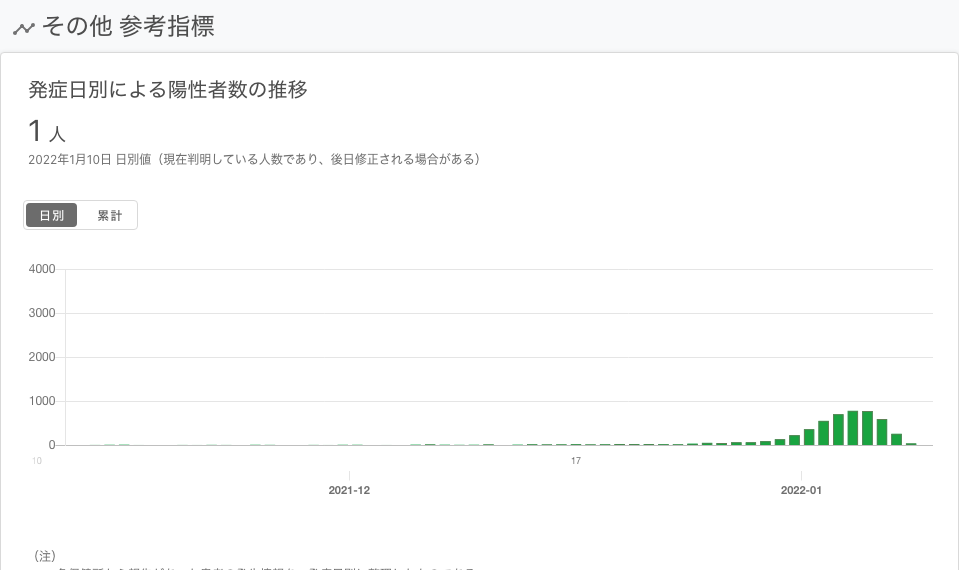 その他 参考指標
発症日別による陽性者数の推移
1 人
2022年1月10日 日別値（現在判明している人数であり、後日修正される場合がある）
日別 累計
4000
3000
2000
1000
0
10 17
2021-12 2022-01
（注）